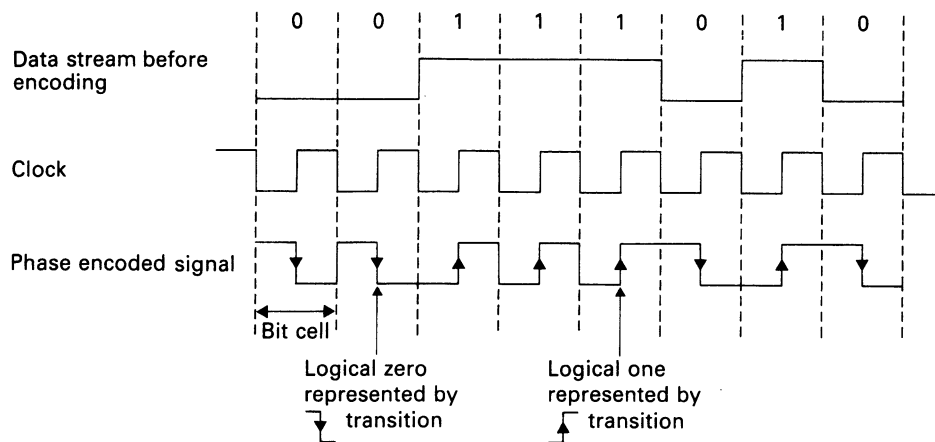 0 0 1 1 1 0 1 0
Data stream before
encoding
Clock
Phase encoded signal
Bit cell
Logical zero
represented by
transition
Logical one
represented by
transition